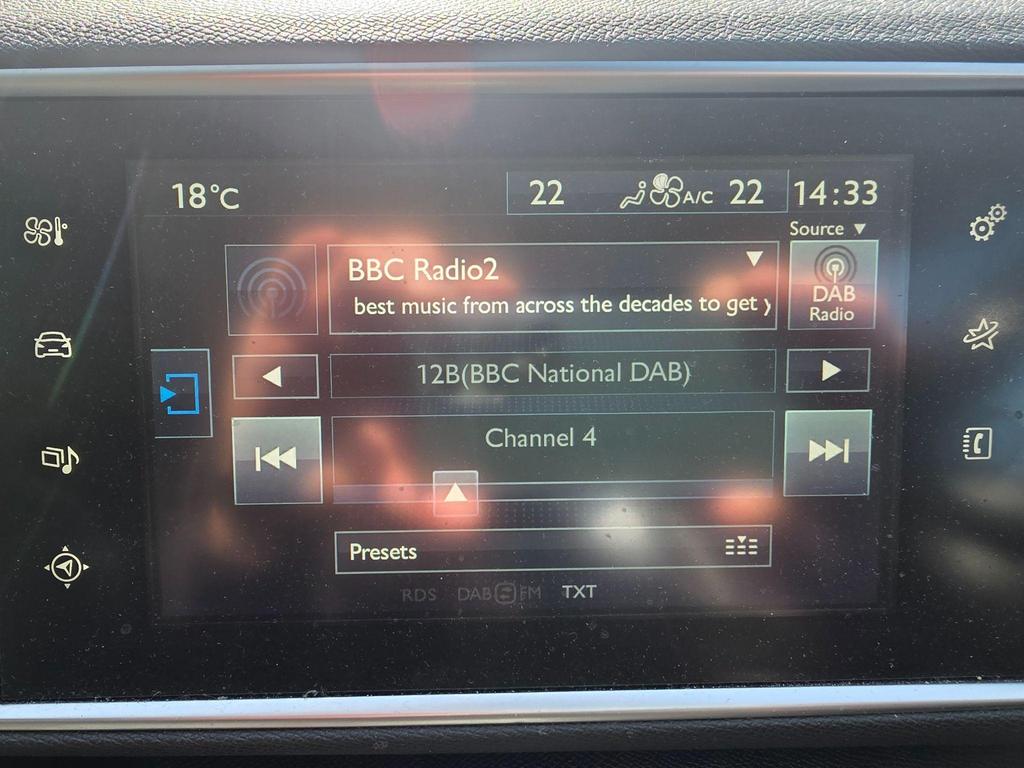 18°C
22 A/C 22 14:33
Source
BBC Radio2
DAB
best music from across the decades to get
Radio
12B(BBC National DAB)
Channel 4
Presets
RDS DAB FM TXT